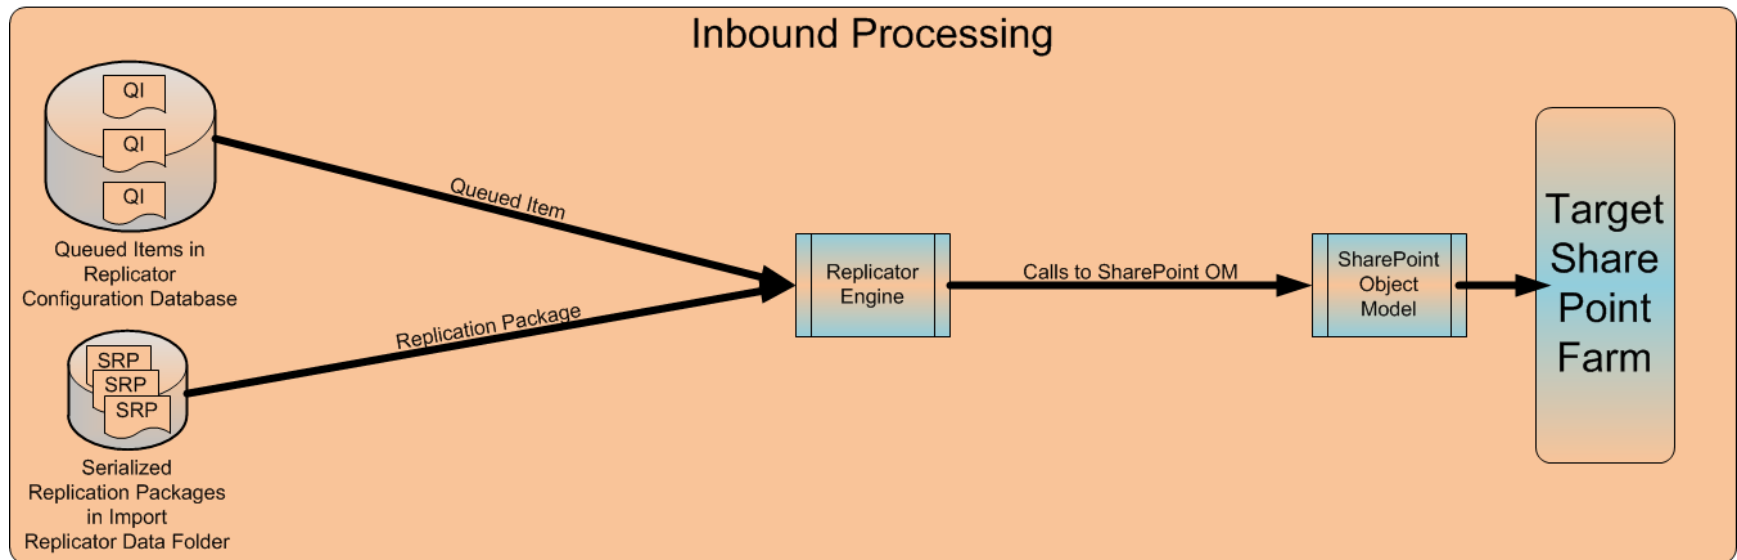 Inbound Processing
QI
QI
QI
Queued Items in
Replicator
Configuration Database
SRP
SRP
SRP
Serialized
Replication Packages
in Import
Replicator Data Folder
Queued Item
Replication Package
Replicator
Engine
Calls to SharePoint OM
SharePoint
Object
Model
Target
Share
Point
Farm